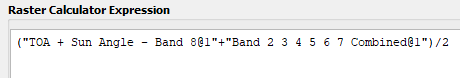 Raster Calculator Expression
("TOA + Sun Angle - Band 8@1"+"Band 2 3 4 5 6 7 Combined@1")/2